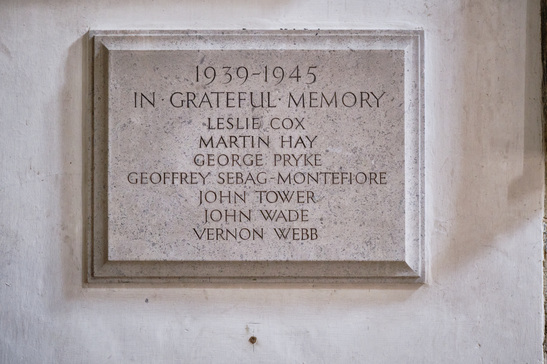 1939-1945
IN·GRATEFUL·MEMORY
LESLIE COX
MARTIN HAY
GEORGE PRYKE
GEOFFREY SEBAG-MONTEFIORE
JOHN TOWER
JOHN WADE
VERNON WEBB